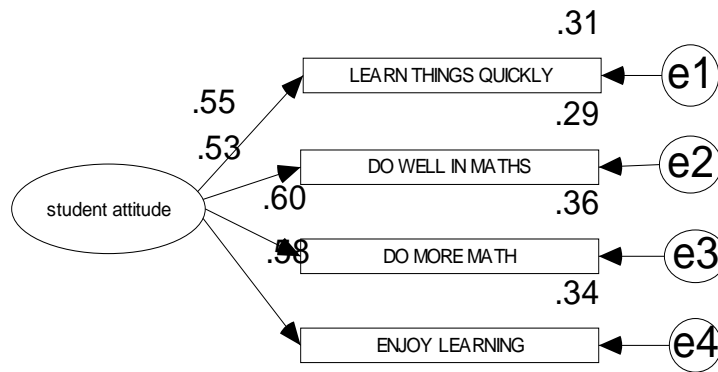 .31
LEARN THINGS QUICKLY
e1
.55
.29
.53
DO WELL IN MATHS
e2
.60
.36
student attitude
.58
DO MORE MATH
e3
.34
ENJOY LEARNING
e4